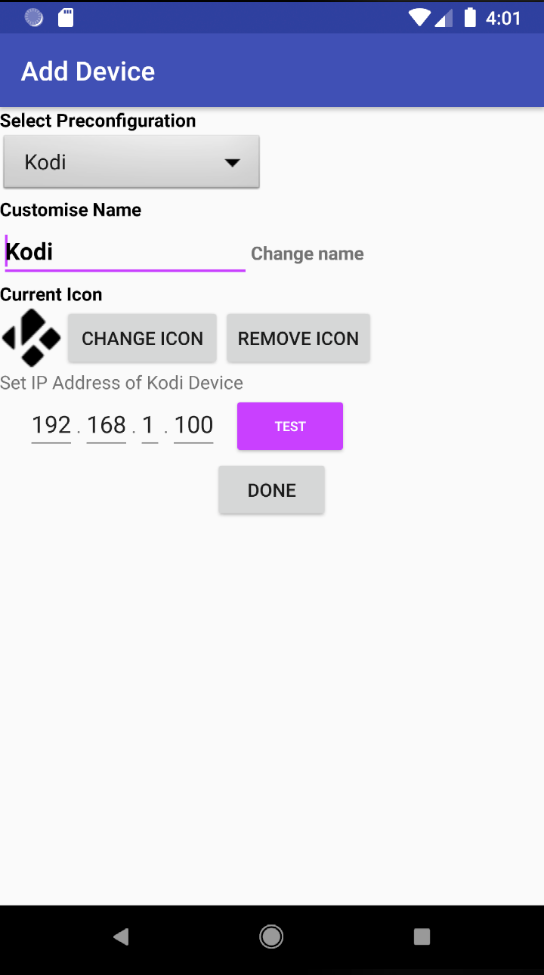 4:01
Add Device
Select Preconfiguration
Kodi
Customise Name
Kodi Change name
Current Icon
CHANGE ICON REMOVE ICON
Set IP Address of Kodi Device
192 . 168 . 1 . 100 TEST
DONE